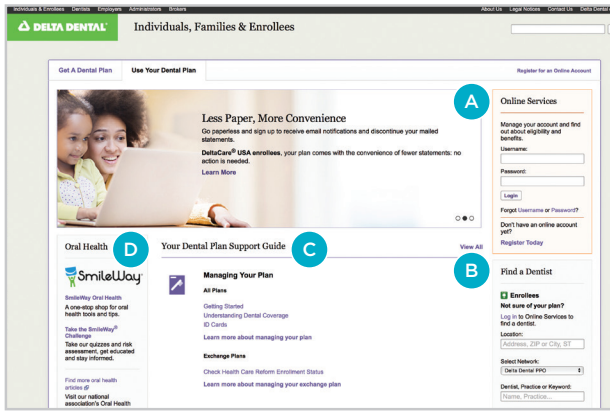 Individuals & Enrollees Dentists Employers Administrators Brokers
About Us Legal Notices Contact Us Delta Dental
DELTA DENTAL®
Individuals, Families & Enrollees
Get A Dental Plan
Use Your Dental Plan
Register for an Online Account
Less Paper, More Convenience
Go paperless and sign up to receive email notifications and discontinue your mailed
statements.
DeltaCare® USA enrollees, your plan comes with the convenience of fewer statements: no
action is needed.
Learn More
A
Online Services
Manage your account and find
out about eligibility and
benefits.
Username:
Password:
Login
Forgot Username or Password?
Don't have an online account
yet?
Register Today
Oral Health
D
SmileWay
SmileWay Oral Health
A one-stop shop for oral
health tools and tips.
Take the SmileWay®
Challenge
Take our quizzes and risk
assessment, get educated
and stay informed.
Find more oral health
articles
Visit our national
association's Oral Health
Your Dental Plan Support Guide
C
View All
Managing Your Plan
All Plans
Getting Started
Understanding Dental Coverage
ID Cards
Learn more about managing your plan
Exchange Plans
Check Health Care Reform Enrollment Status
Learn more about managing your exchange plan
B
Find a Dentist
Enrollees
Not sure of your plan?
Log in to Online Services to
find a dentist.
Location:
Address, ZIP or City, ST
Select Network:
Delta Dental PPO
Dentist, Practice or Keyword:
Name, Practice...